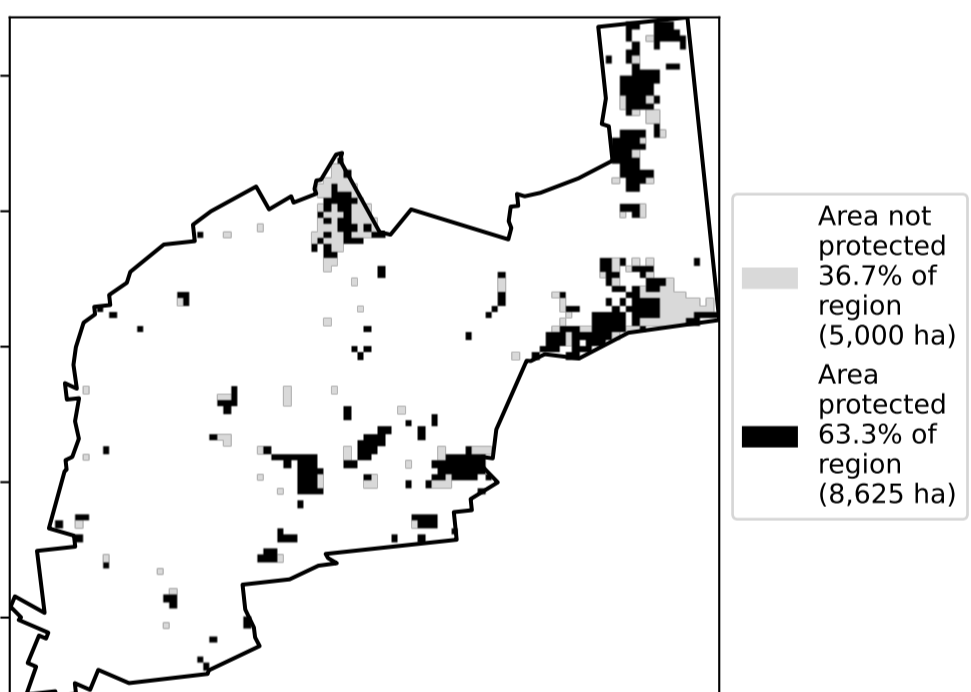 Area not
protected
36.7% of
region
(5,000 ha)
Area
protected
63.3% of
region
(8,625 ha)